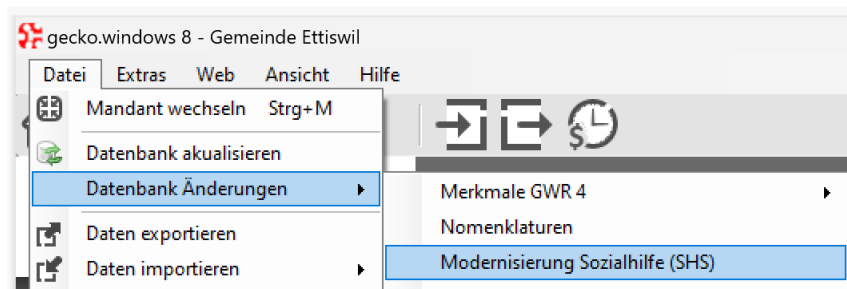 gecko.windows 8 - Gemeinde Ettiswil
Datei Extras Web Ansicht Hilfe
Mandant wechseln Strg+M
Datenbank akualisieren
Datenbank Änderungen
Merkmale GWR 4
Daten exportieren
Nomenklaturen
Daten importieren
Modernisierung Sozialhilfe (SHS)